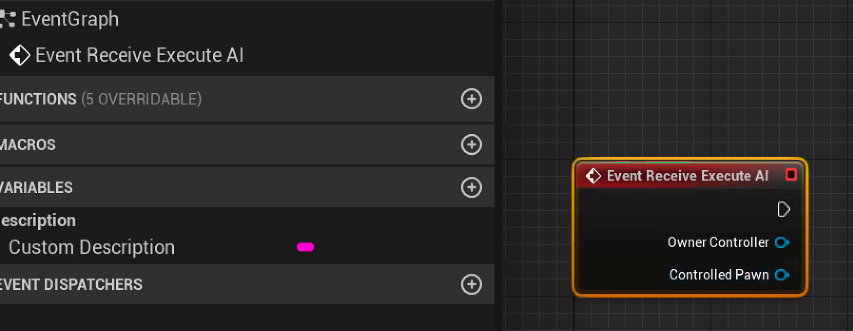 EventGraph
Event Receive Execute AI
FUNCTIONS (5 OVERRIDABLE)
MACROS
VARIABLES
escription
Custom Description
EVENT DISPATCHERS
Event Receive Execute AI
Owner Controller
Controlled Pawn